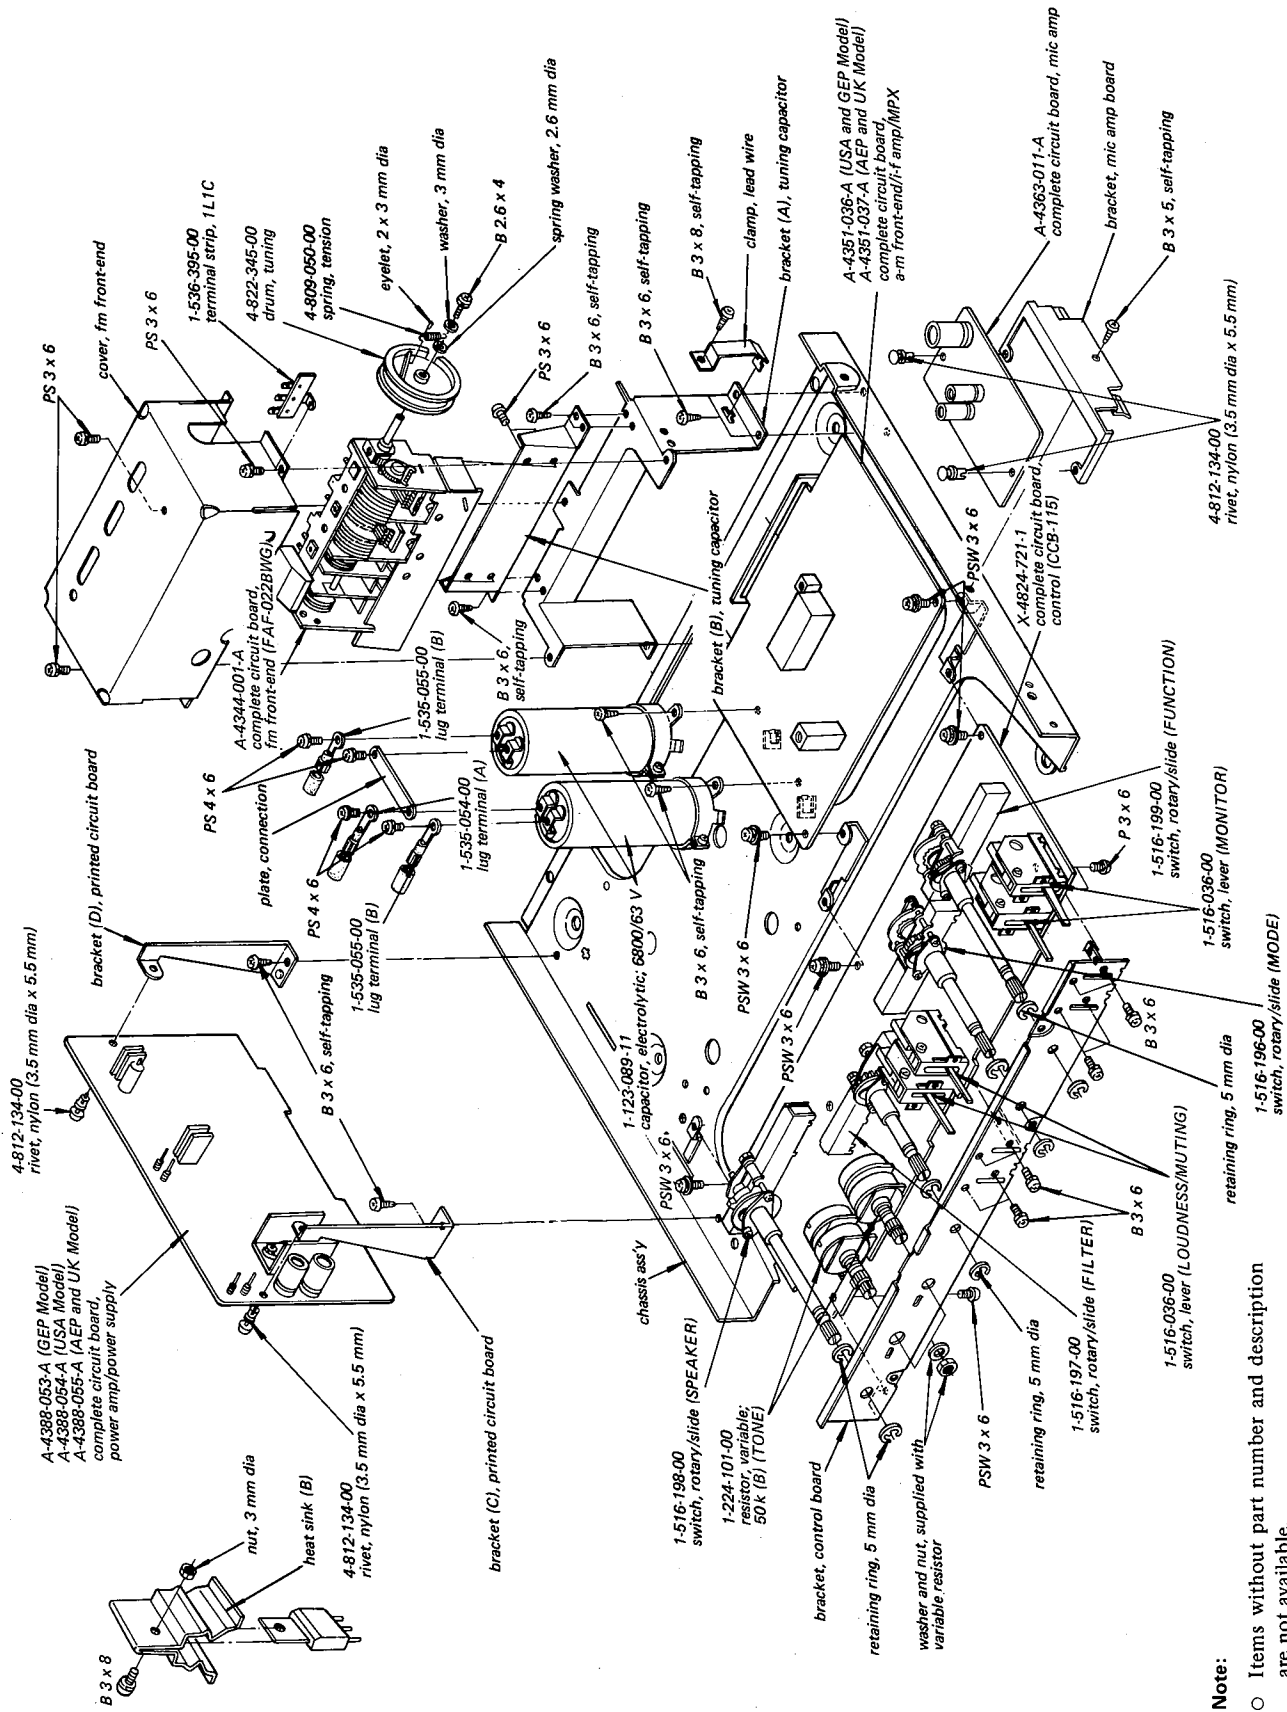 4-812-134-00
rivet, nylon (3.5 mm dia x 5.5 mm)
bracket (D), printed circuit board
A-4388-053-A (GEP Model)
A-4388-054-A (USA Model)
A-4388-055-A (AEP and UK Model)
complete circuit board,
power amp/power supply
B 3 x 8
nut, 3 mm dia
heat sink (B)
4-812-134-00
rivet, nylon (3.5 mm dia x 5.5 mm)
bracket (C), printed circuit board
B 3 x 6, self-tapping
PS 3 x 6
cover, fm front-end
PS 3 x 6
1-536-395-00
terminal strip, 1L1C
4-822-345-00
drum, tuning
4-809-050-00
spring, tension
eyelet, 2 x 3 mm dia
washer, 3 mm dia
B 2.6 x 4
spring washer, 2.6 mm dia
A-4344-001-A
complete circuit board,
fm front-end (FAF-022BWG)
PS 4 x 6
1-535-055-00
lug terminal (B)
plate, connection
PS 4 x 6
1-535-054-00
lug terminal (A)
1-535-055-00
lug terminal (B)
B 3 x 6,
self-tapping
PS 3 x 6
B 3 x 6, self-tapping
B 3 x 6, self-tapping
B 3 x 8, self-tapping
clamp, lead wire
bracket (A), tuning capacitor
bracket (B), tuning capacitor
A-4351-036-A (USA and GEP Model)
A-4351-037-A (AEP and UK Model)
complete circuit board,
a-m front-end/i-f amp/MPX
1-123-089-11
capacitor, electrolytic; 6800/63 V
B 3 x 6, self-tapping
PSW 3 x 6
PSW 3 x 6
PSW 3 x 6,
chassis ass'y
PSW 3 x 6
X-4824-721-1
complete circuit board,
control (CCB-115)
A-4363-011-A
complete circuit board, mic amp
bracket, mic amp board
B 3 x 5, self-tapping
4-812-134-00
rivet, nylon (3.5 mm dia x 5.5 mm)
1-516-199-00
switch, rotary/slide (FUNCTION)
P 3 x 6
1-516-036-00
switch, lever (MONITOR)
B 3 x 6
1-516-196-00
switch, rotary/slide (MODE)
retaining ring, 5 mm dia
B 3 x 6
1-516-036-00
switch, lever (LOUDNESS/MUTING)
1-516-197-00
switch, rotary/slide (FILTER)
retaining ring, 5 mm dia
PSW 3 x 6
1-516-198-00
switch, rotary/slide (SPEAKER)
1-224-101-00
resistor, variable;
50 k (B) (TONE)
bracket, control board
retaining ring, 5 mm dia
washer and nut, supplied with
variable resistor
Note:
○ Items without part number and description
are not available.